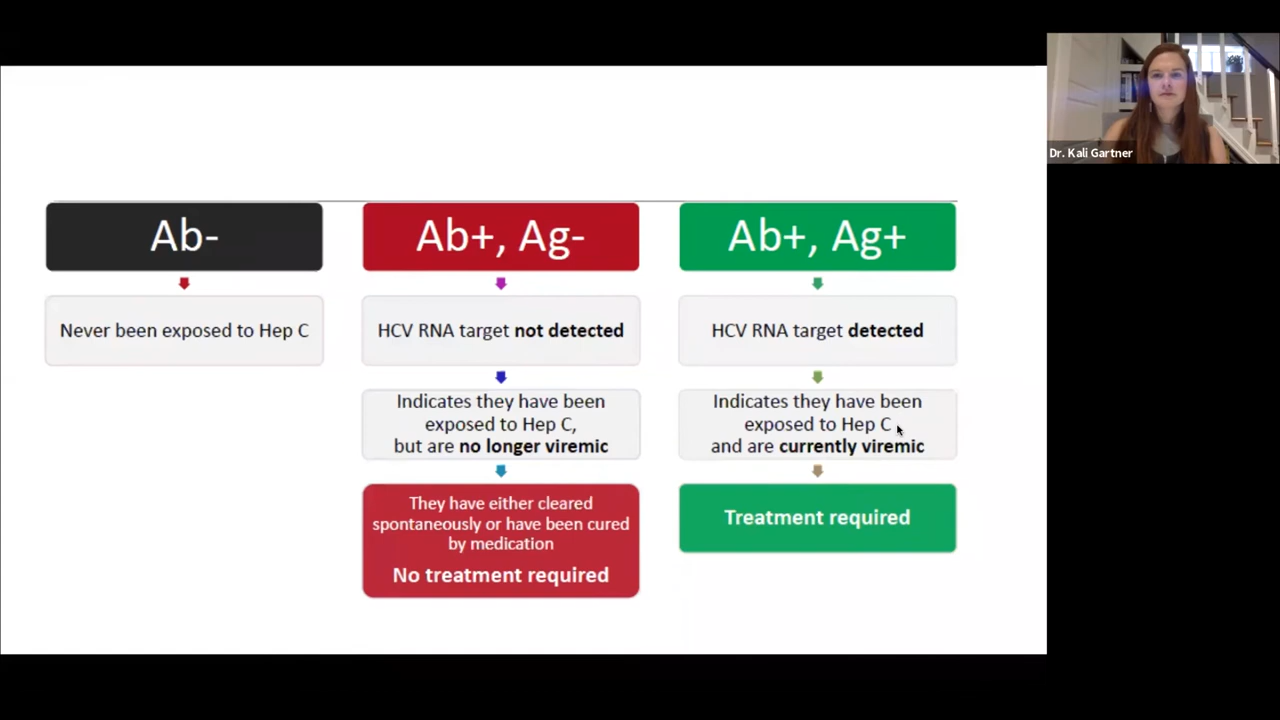 Ab-
Never been exposed to Hep C
Ab+, Ag-
HCV RNA target not detected
Indicates they have been
exposed to Hep C,
but are no longer viremic
They have either cleared
spontaneously or have been cured
by medication
No treatment required
Ab+, Ag+
HCV RNA target detected
Indicates they have been
exposed to Hep C
and are currently viremic
Treatment required
Dr. Kali Gartner